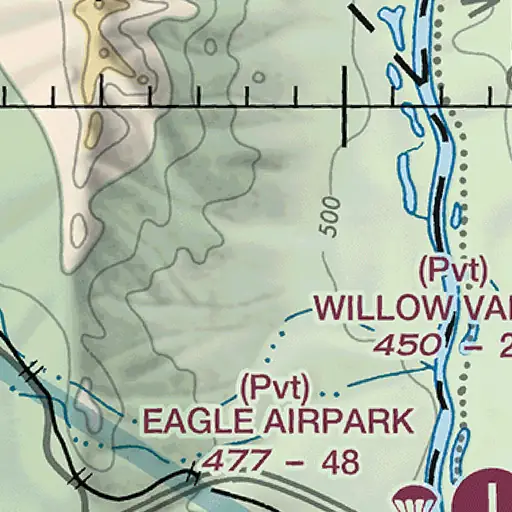 500
(Pvt)
WILLOW VA
450 – 2
(Pvt)
EAGLE AIRPARK
477 – 48